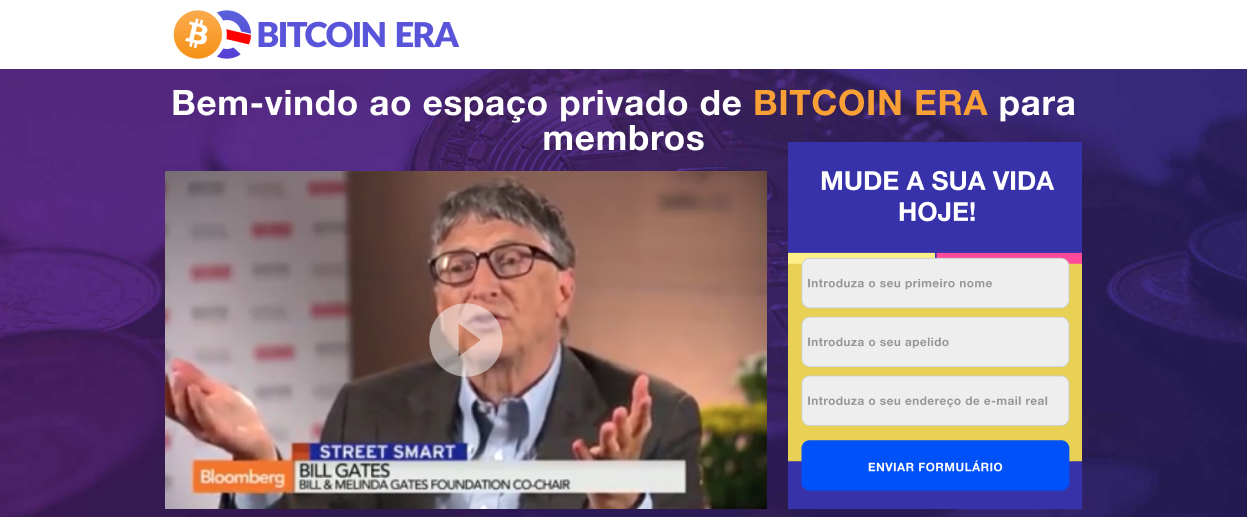 BITCOIN ERA
Bem-vindo ao espaço privado de BITCOIN ERA para
membros
MUDE A SUA VIDA
HOJE!
Introduza o seu primeiro nome
Introduza o seu apelido
Introduza o seu endereço de e-mail real
ENVIAR FORMULÁRIO
STREET SMART
Bloomberg
BILL GATES
BILL & MELINDA GATES FOUNDATION CO-CHAIR